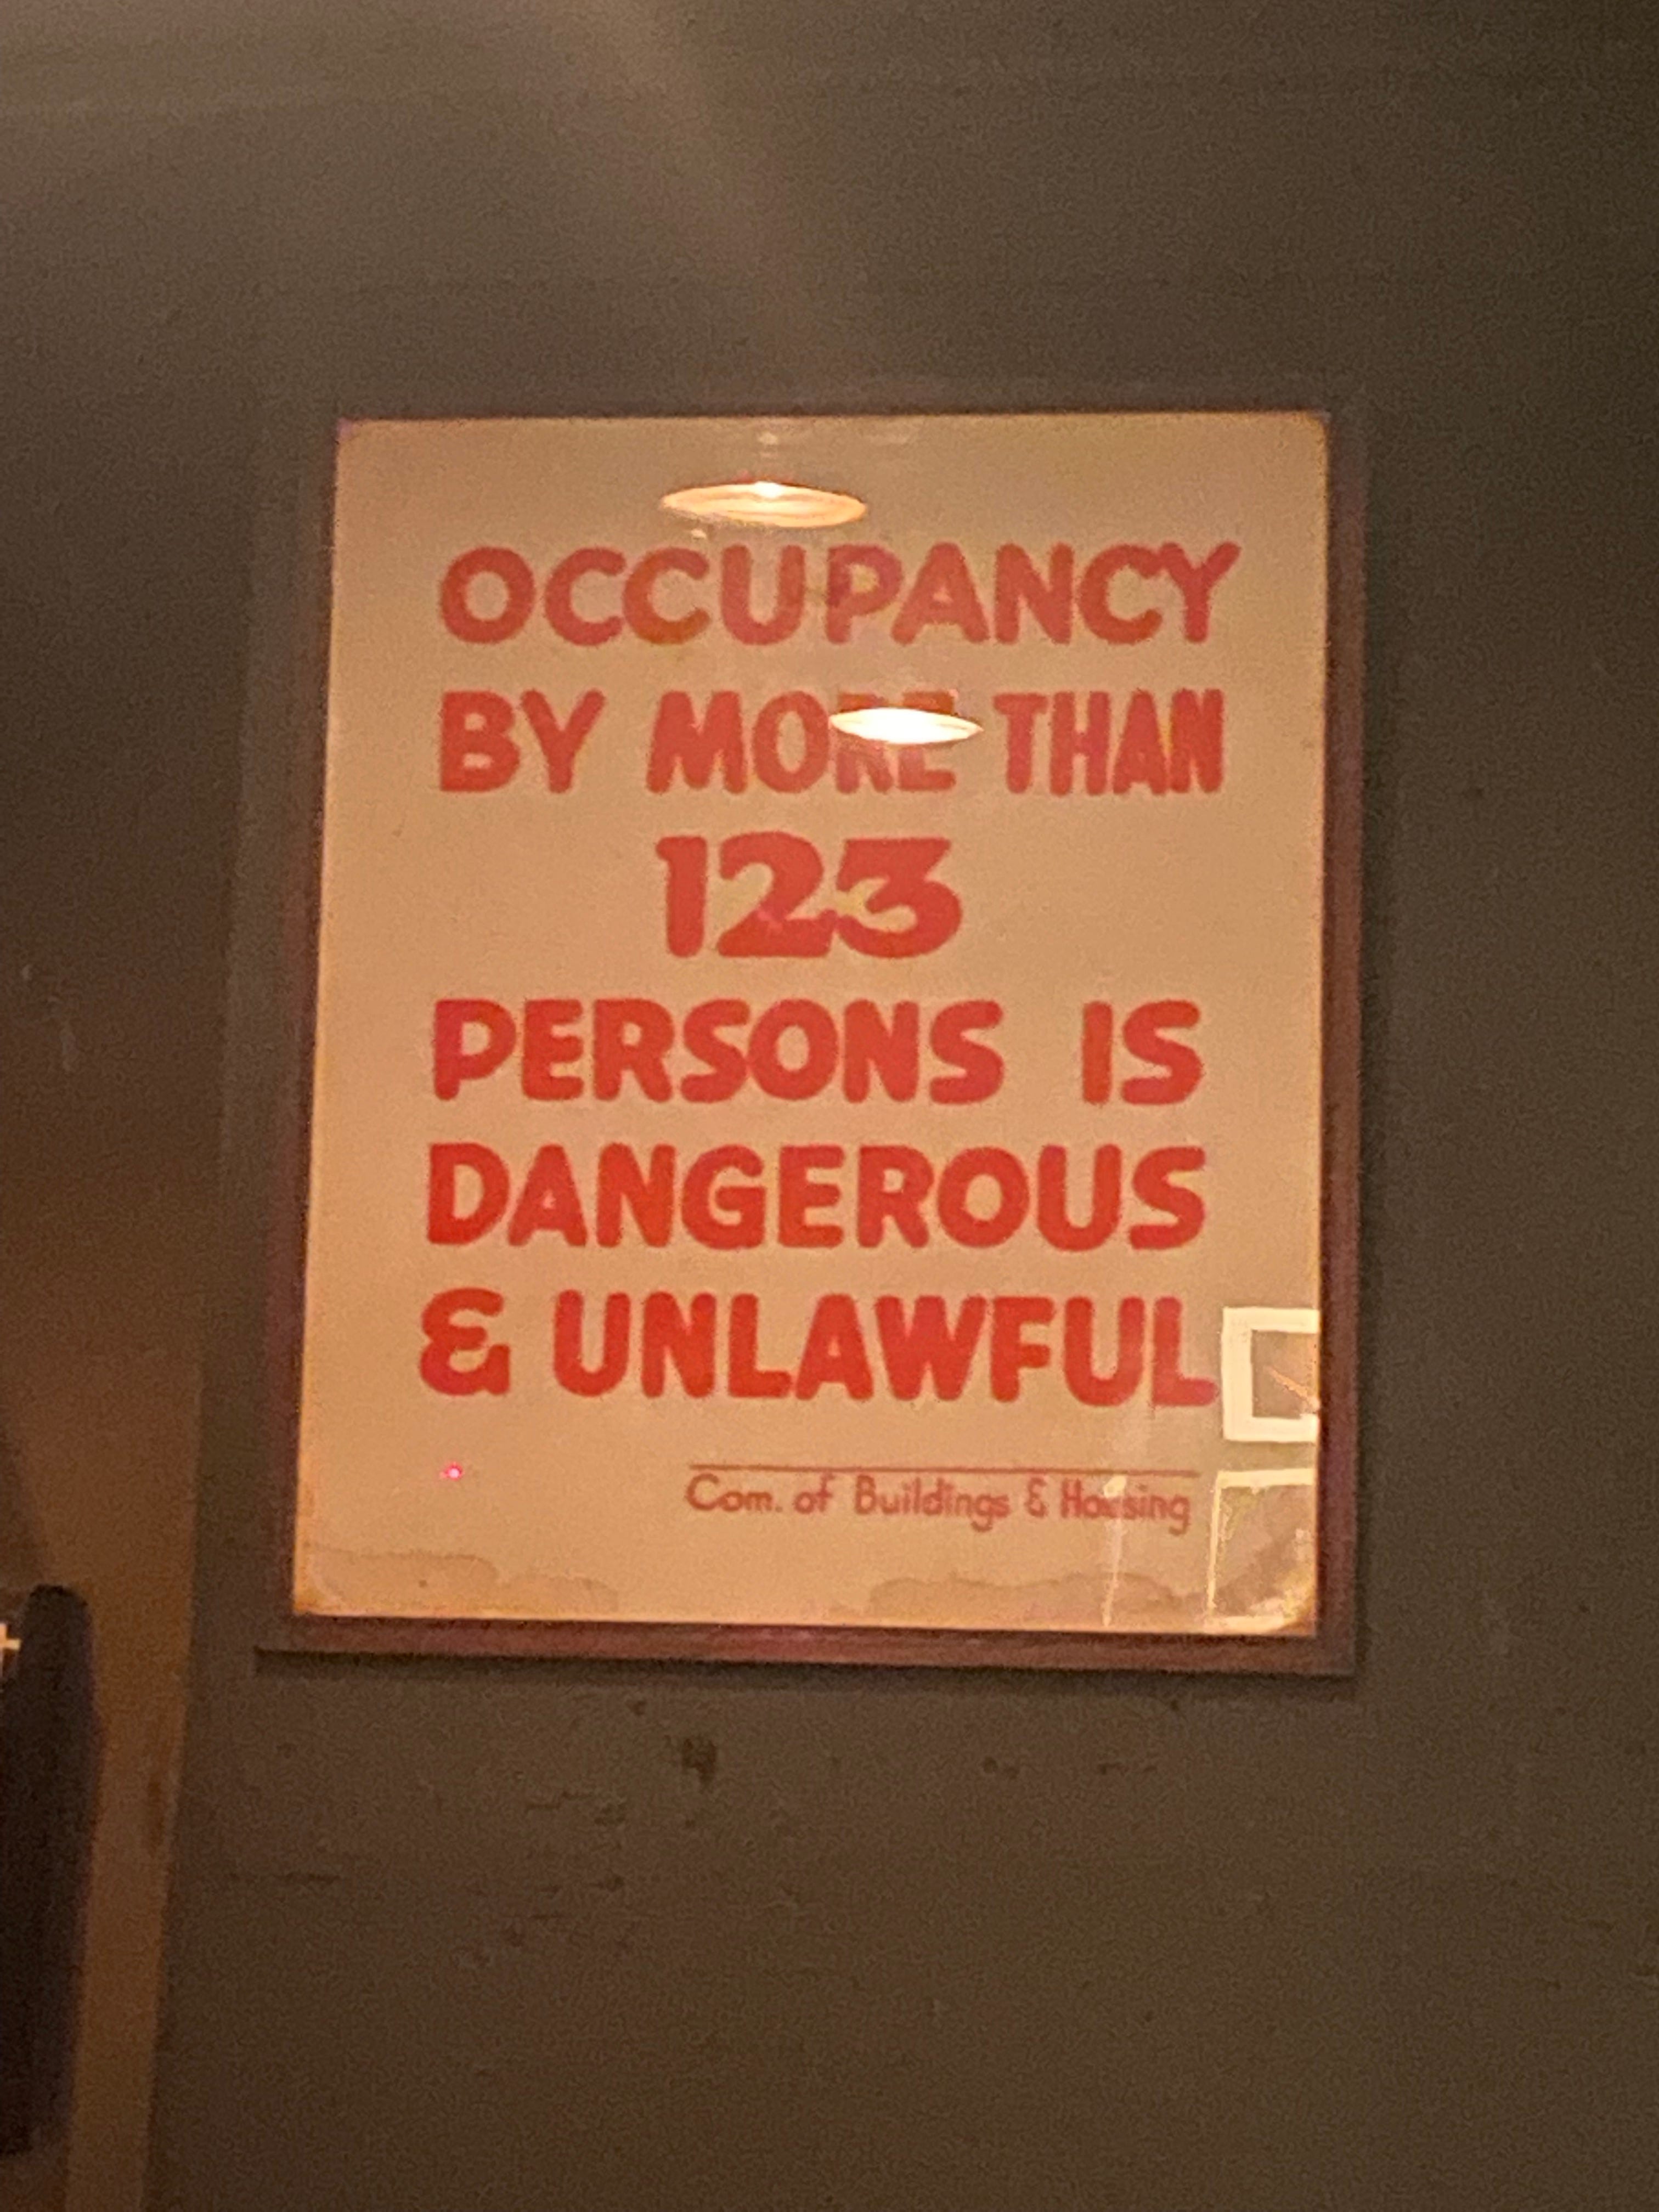 OCCUPANCY
BY MORE THAN
123
PERSONS IS
DANGEROUS
& UNLAWFUL
Com. of Buildings & Housing